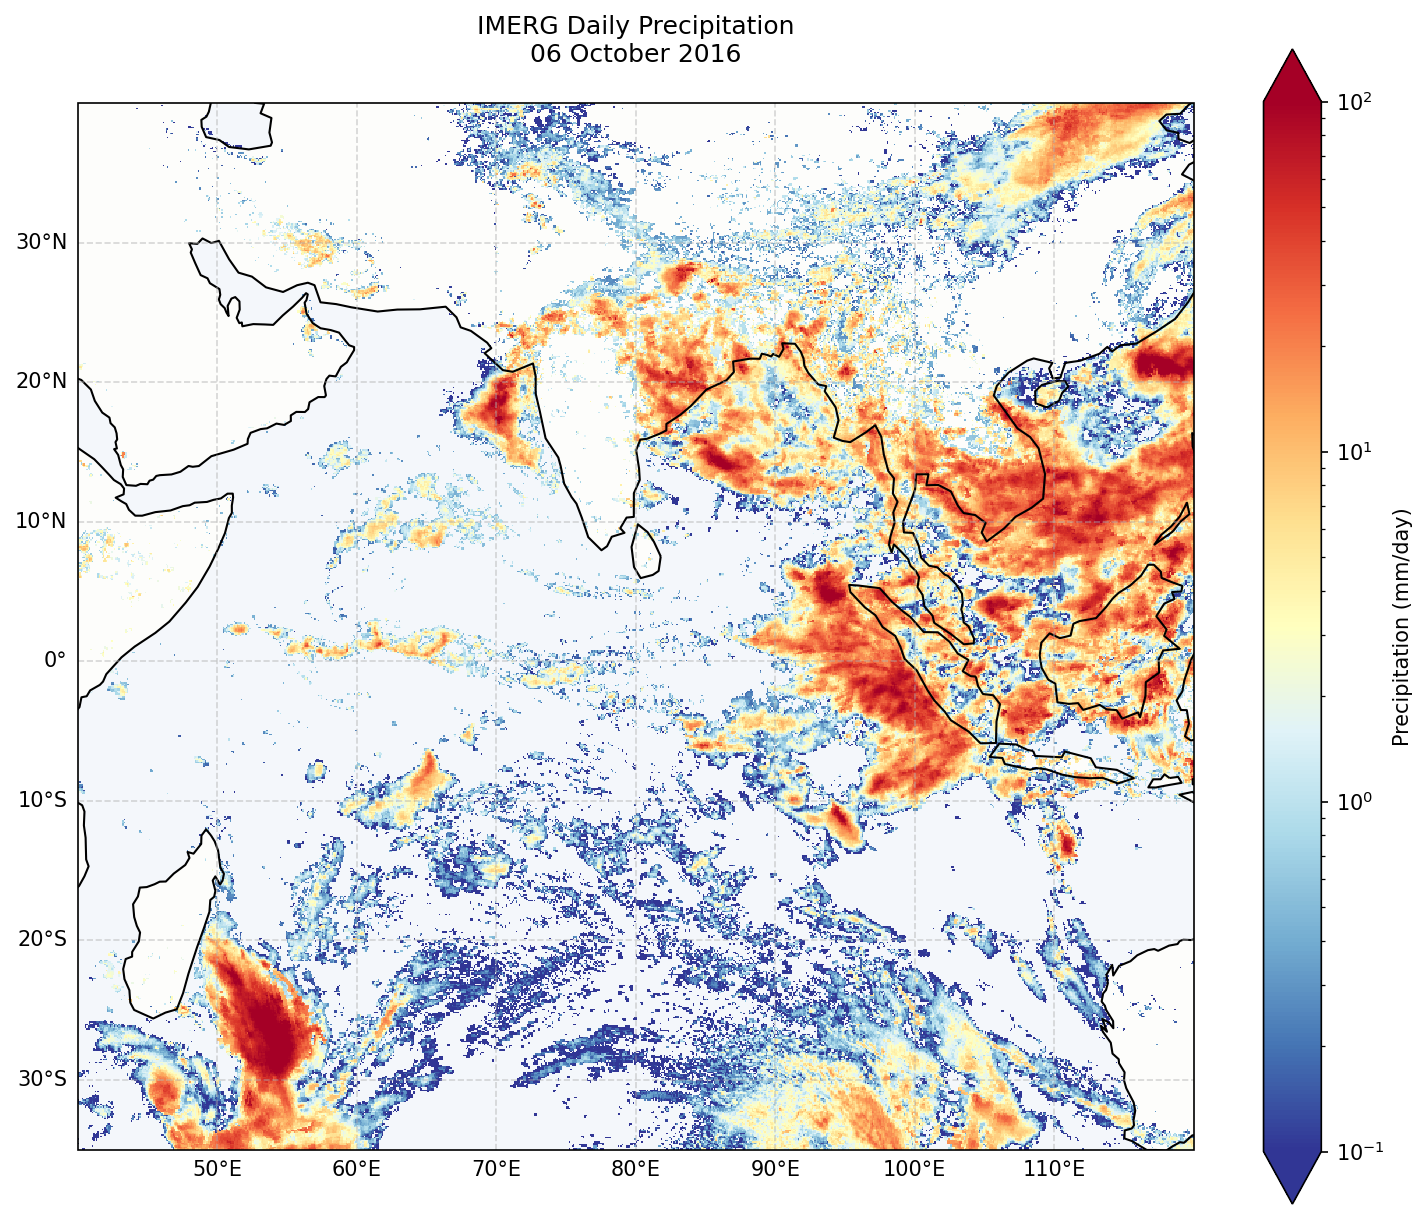 IMERG Daily Precipitation
06 October 2016
30°N
20°N
10°N
0°
10°S
20°S
30°S
50°E
60°E
70°E
80°E
90°E
100°E
110°E
10²
10¹
10⁰
10⁻¹
Precipitation (mm/day)